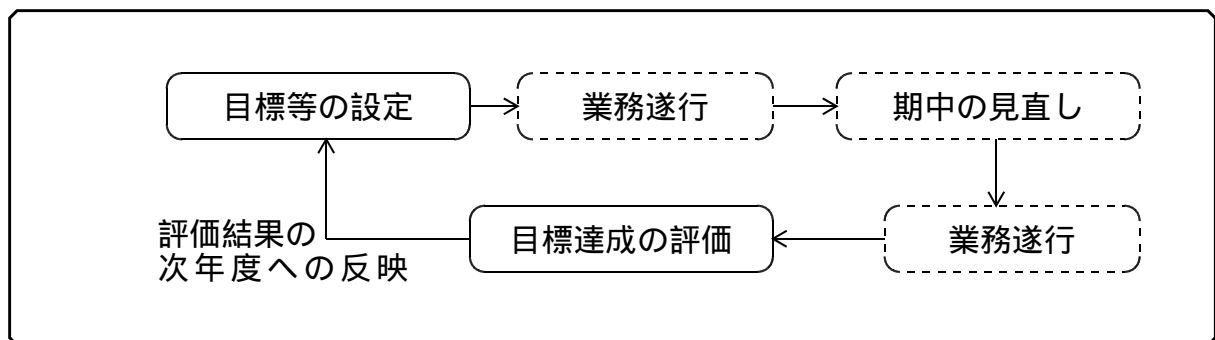 目標等の設定
業務遂行
期中の見直し
評価結果の
次年度への反映
目標達成の評価
業務遂行